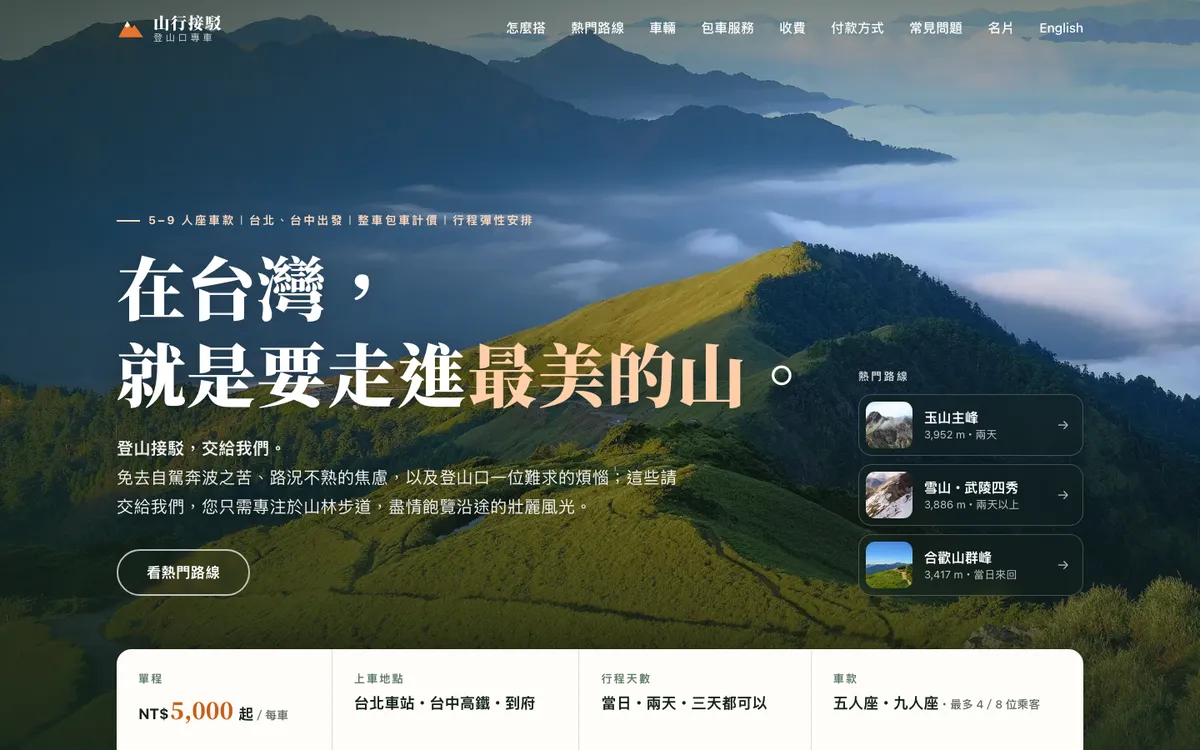 山行接駁
登山口專車
怎麼搭 熱門路線 車輛 包車服務 收費 付款方式 常見問題 名片 English
5–9 人座車款｜台北、台中出發｜整車包車計價｜行程彈性安排
在台灣，
就是要走進最美的山
登山接駁，交給我們。
免去自駕奔波之苦、路況不熟的焦慮，以及登山口一位難求的煩惱；這些請
交給我們，您只需專注於山林步道，盡情飽覽沿途的壯麗風光。
看熱門路線
熱門路線
玉山主峰
3,952 m・兩天
→
雪山・武陵四秀
3,886 m・兩天以上
→
合歡山群峰
3,417 m・當日來回
→
單程
NT$5,000 起 / 每車
上車地點
台北車站・台中高鐵・到府
行程天數
當日・兩天・三天都可以
車款
五人座・九人座・最多 4 / 8 位乘客